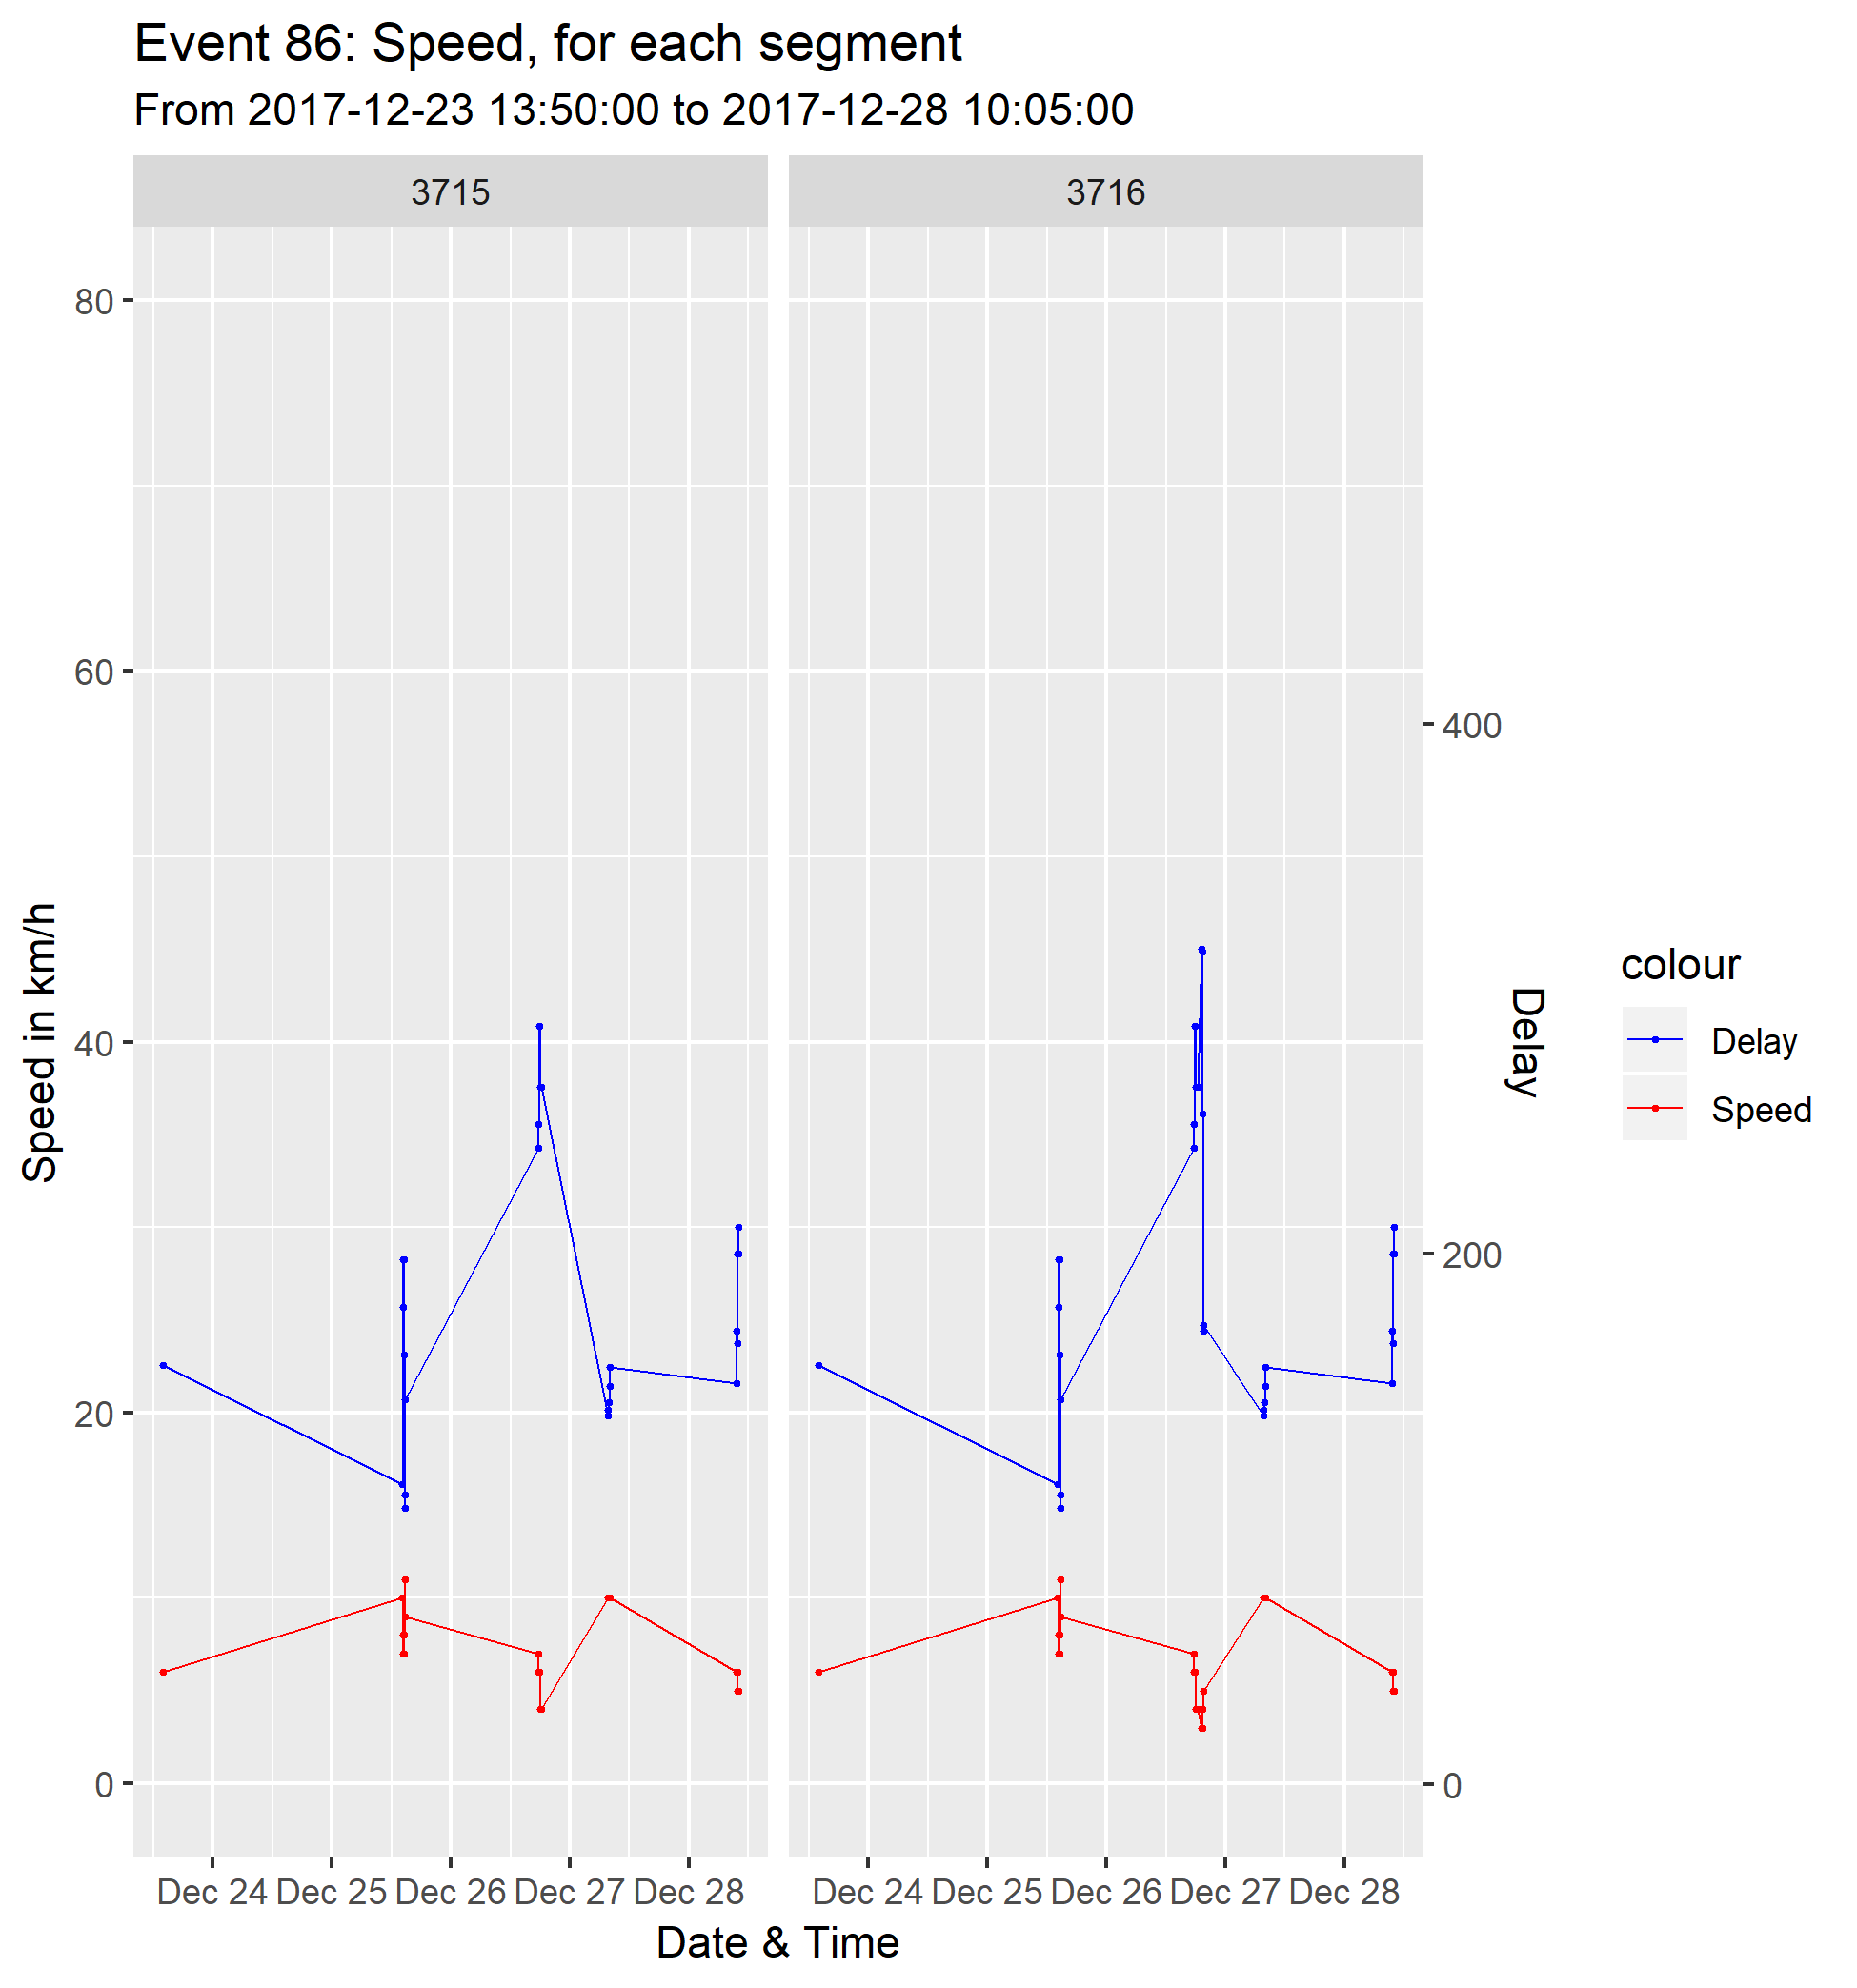 Event 86: Speed, for each segment
From 2017-12-23 13:50:00 to 2017-12-28 10:05:00
3715 3716
80
60
40
20
0
Speed in km/h
400
200
0
Delay
colour
Delay
Speed
Dec 24 Dec 25 Dec 26 Dec 27 Dec 28 Dec 24 Dec 25 Dec 26 Dec 27 Dec 28
Date & Time